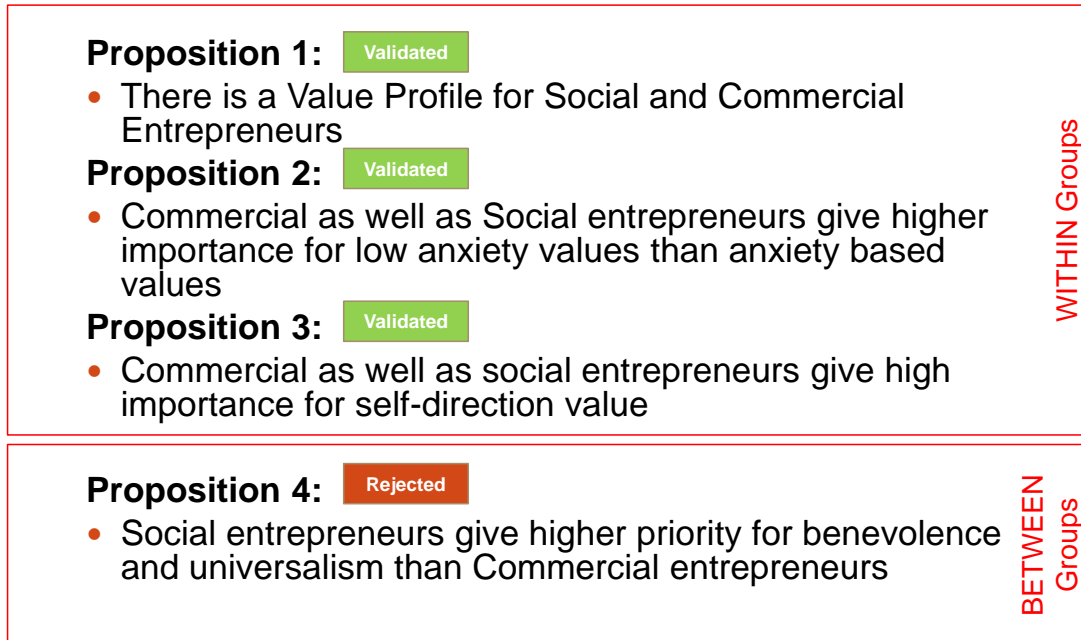 Proposition 1: Validated
• There is a Value Profile for Social and Commercial
Entrepreneurs
Proposition 2: Validated
• Commercial as well as Social entrepreneurs give higher
importance for low anxiety values than anxiety based
values
Proposition 3: Validated
• Commercial as well as social entrepreneurs give high
importance for self-direction value
WITHIN Groups
Proposition 4: Rejected
• Social entrepreneurs give higher priority for benevolence
and universalism than Commercial entrepreneurs
BETWEEN
Groups